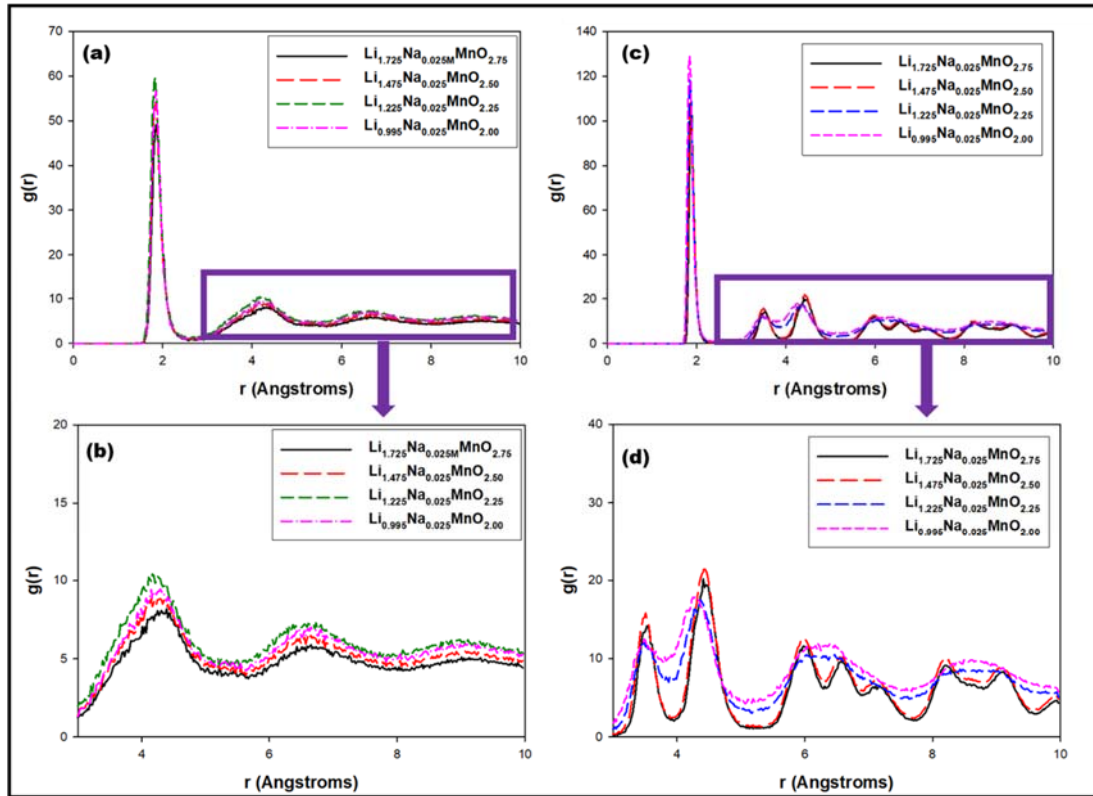 (a)
Li1.725Na0.025MMnO2.75
Li1.475Na0.025MnO2.50
Li1.225Na0.025MnO2.25
Li0.995Na0.025MnO2.00
g(r)
70
60
50
40
30
20
10
0
0 2 4 6 8 10
r (Angstroms)
(c)
Li1.725Na0.025MnO2.75
Li1.475Na0.025MnO2.50
Li1.225Na0.025MnO2.25
Li0.995Na0.025MnO2.00
g(r)
140
120
100
80
60
40
20
0
0 2 4 6 8 10
r (Angstroms)
(b)
Li1.725Na0.025MMnO2.75
Li1.475Na0.025MnO2.50
Li1.225Na0.025MnO2.25
Li0.995Na0.025MnO2.00
g(r)
20
15
10
5
0
4 6 8 10
r (Angstroms)
(d)
Li1.725Na0.025MnO2.75
Li1.475Na0.025MnO2.50
Li1.225Na0.025MnO2.25
Li0.995Na0.025MnO2.00
g(r)
40
30
20
10
0
4 6 8 10
r (Angstroms)